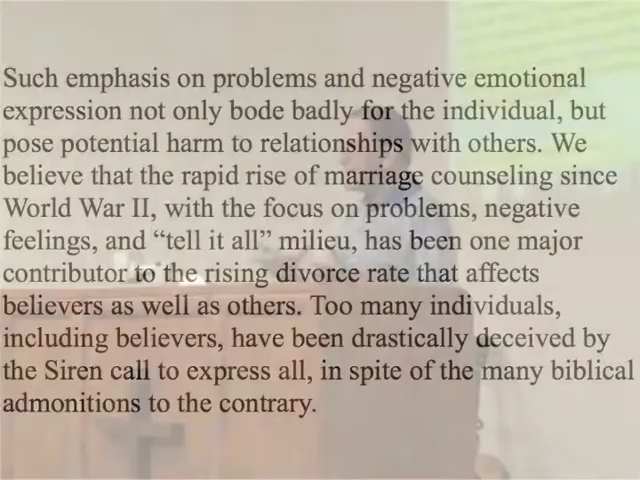 Such emphasis on problems and negative emotional
expression not only bode badly for the individual, but
pose potential harm to relationships with others. We
believe that the rapid rise of marriage counseling since
World War II, with the focus on problems, negative
feelings, and “tell it all” milieu, has been one major
contributor to the rising divorce rate that affects
believers as well as others. Too many individuals,
including believers, have been drastically deceived by
the Siren call to express all, in spite of the many biblical
admonitions to the contrary.